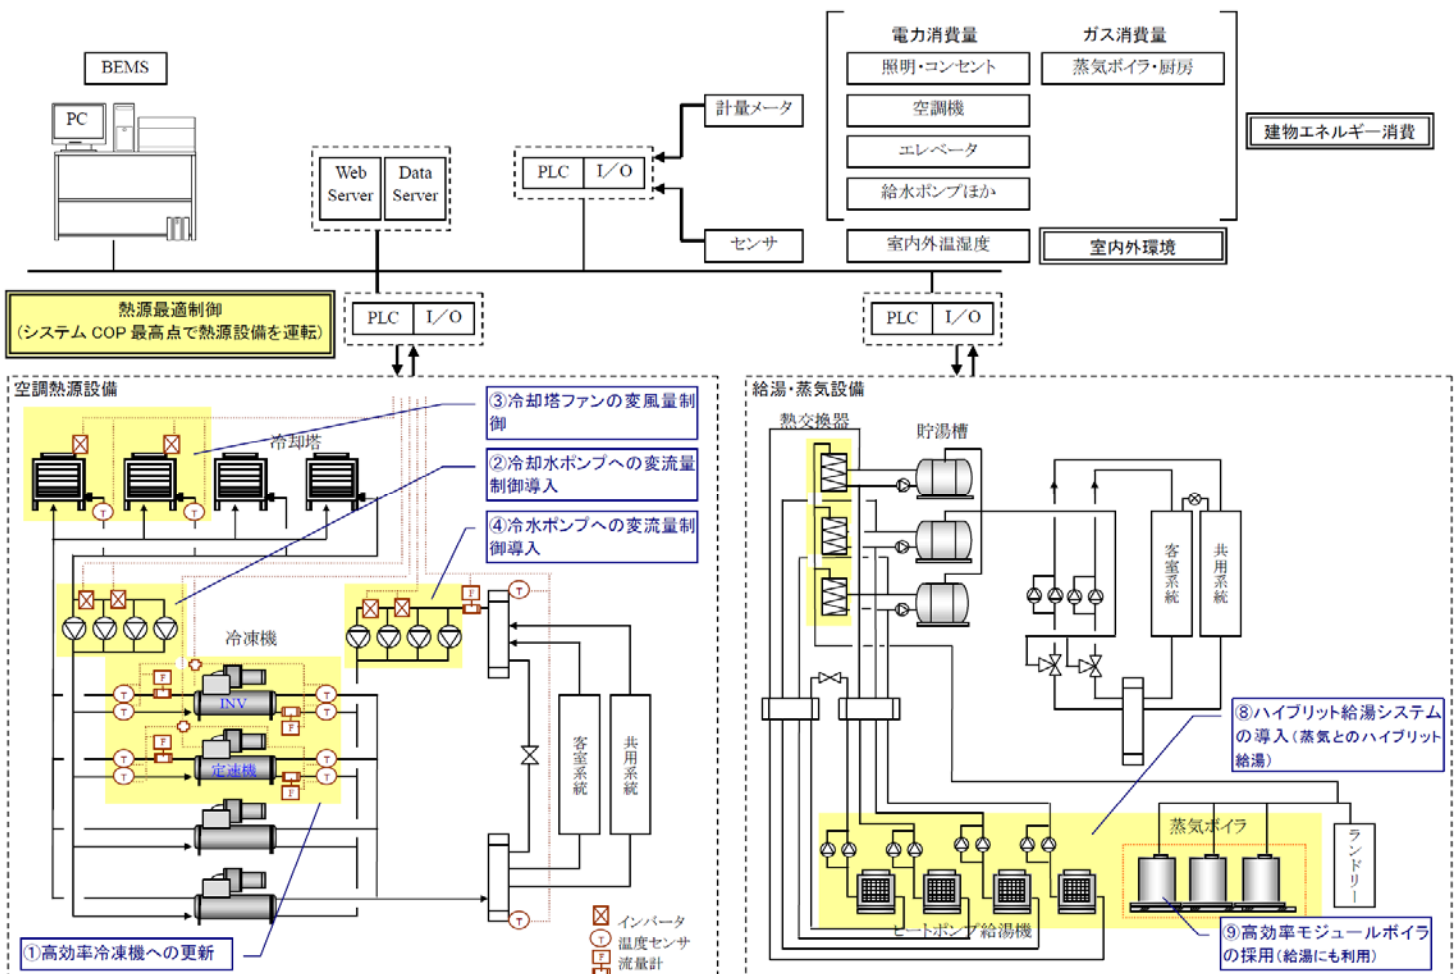 BEMS
PC
Web
Server
Data
Server
PLC
I／O
計量メータ
センサ
電力消費量
ガス消費量
照明・コンセント
蒸気ボイラ・厨房
空調機
エレベータ
給水ポンプほか
室内外温湿度
建物エネルギー消費
室内外環境
熱源最適制御
(システム COP 最高点で熱源設備を運転)
PLC
I／O
PLC
I／O
空調熱源設備
③冷却塔ファンの変風量制
御
冷却塔
②冷却水ポンプへの変流量
制御導入
④冷水ポンプへの変流量制
御導入
T
T
F
T
冷凍機
T
F
T
T
INV
F
T
T
F
T
T
定速機
F
T
客室系統
共用系統
T
①高効率冷凍機への更新
インバータ
T
温度センサ
F
流量計
給湯・蒸気設備
熱交換器
貯湯槽
客室系統
共用系統
⑧ハイブリット給湯システム
の導入(蒸気とのハイブリット
給湯)
蒸気ボイラ
ランドリー
ヒートポンプ給湯機
⑨高効率モジュールボイラ
の採用(給湯にも利用)